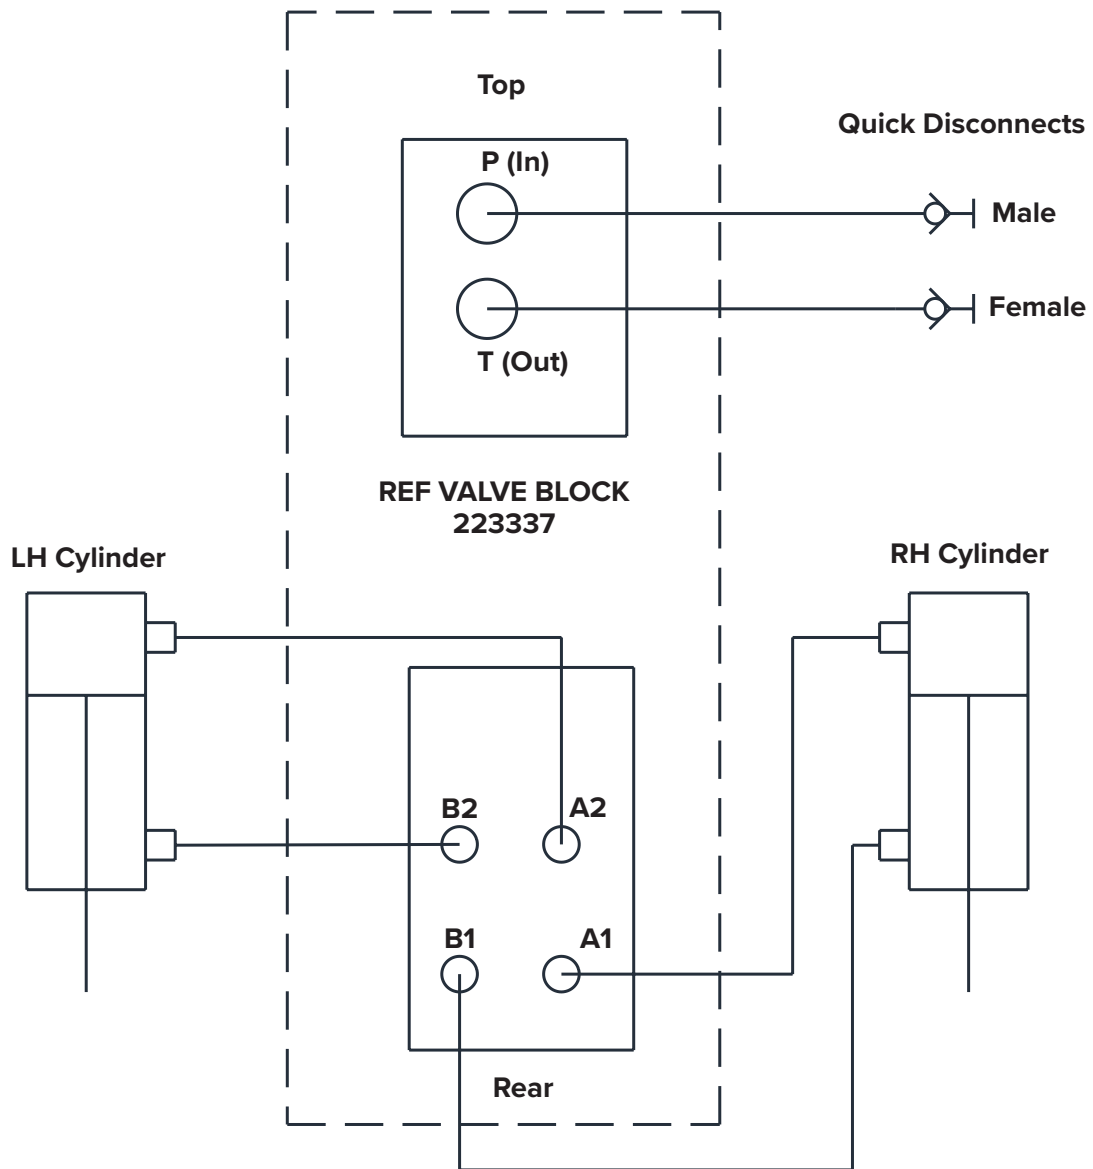 Top
Quick Disconnects
P (In)
Male
Female
T (Out)
REF VALVE BLOCK
223337
LH Cylinder
RH Cylinder
B2
A2
B1
A1
Rear